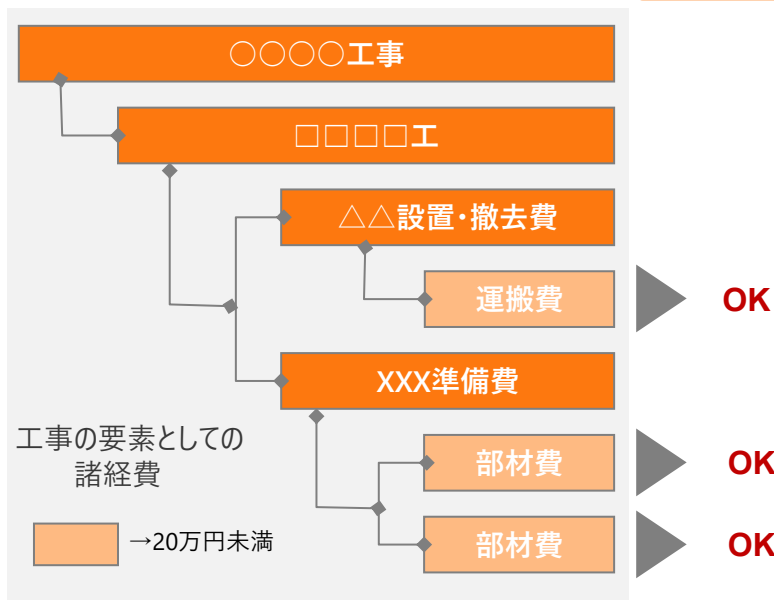 ○○○○工事
□□□□工
△△設置・撤去費
運搬費
OK
XXX準備費
工事の要素としての
諸経費
部材費
OK
→20万円未満
部材費
OK